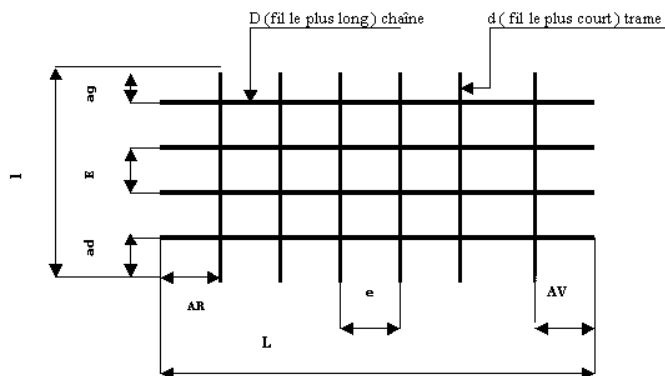 D (fil le plus long) chaîne
d ( fil le plus court) trame
ag
E
l
ad
AR
e
AV
L